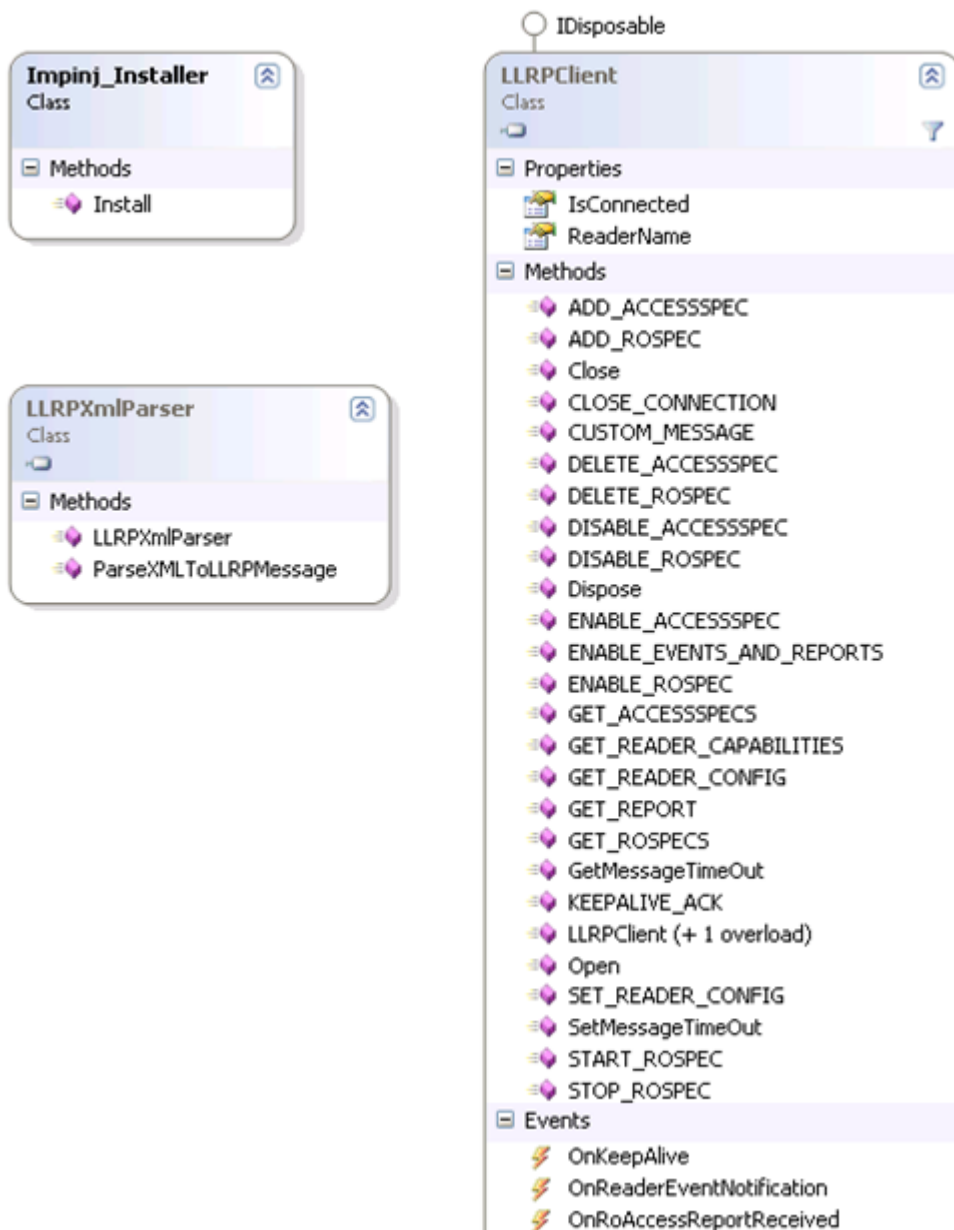 Impinj_Installer
Class
Methods
Install
LLRPXmlParser
Class
Methods
LLRPXmlParser
ParseXMLToLLRPMessage
IDisposable
LLRPClient
Class
Properties
IsConnected
ReaderName
Methods
ADD_ACCESSSPEC
ADD_ROSPEC
Close
CLOSE_CONNECTION
CUSTOM_MESSAGE
DELETE_ACCESSSPEC
DELETE_ROSPEC
DISABLE_ACCESSSPEC
DISABLE_ROSPEC
Dispose
ENABLE_ACCESSSPEC
ENABLE_EVENTS_AND_REPORTS
ENABLE_ROSPEC
GET_ACCESSSPECS
GET_READER_CAPABILITIES
GET_READER_CONFIG
GET_REPORT
GET_ROSPECS
GetMessageTimeOut
KEEPALIVE_ACK
LLRPClient (+ 1 overload)
Open
SET_READER_CONFIG
SetMessageTimeOut
START_ROSPEC
STOP_ROSPEC
Events
OnKeepAlive
OnReaderEventNotification
OnRoAccessReportReceived